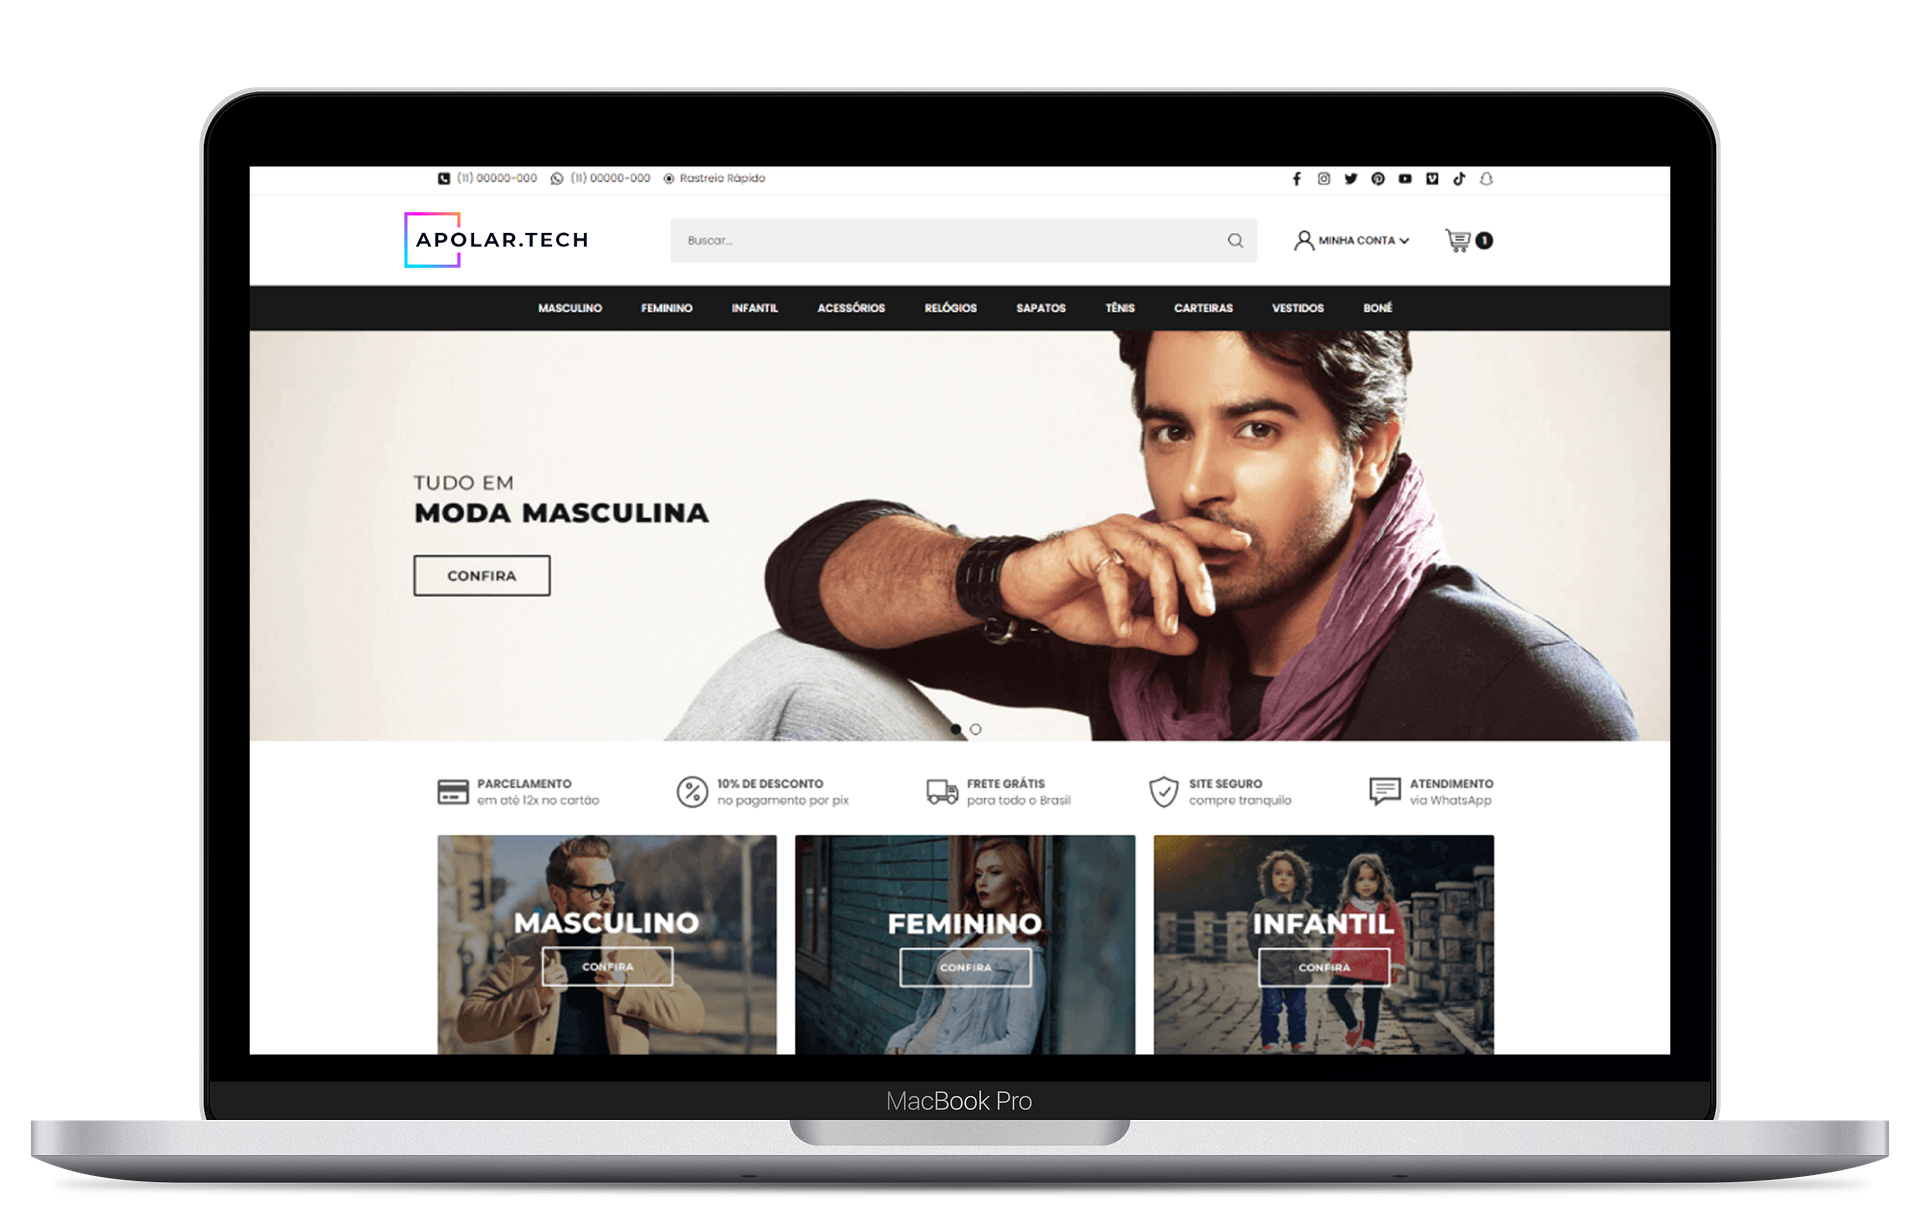 (11) 00000-000 (11) 00000-000 Rastreio Rápido
APOLAR.TECH
Buscar...
MINHA CONTA
1
MASCULINO FEMININO INFANTIL ACESSÓRIOS RELÓGIOS SAPATOS TÊNIS CARTEIRAS VESTIDOS BONÉ
TUDO EM
MODA MASCULINA
CONFIRA
PARCELAMENTO
em até 12x no cartão
10% DE DESCONTO
no pagamento por pix
FRETE GRÁTIS
para todo o Brasil
SITE SEGURO
compre tranquilo
ATENDIMENTO
via WhatsApp
MASCULINO
CONFIRA
FEMININO
CONFIRA
INFANTIL
CONFIRA
MacBook Pro